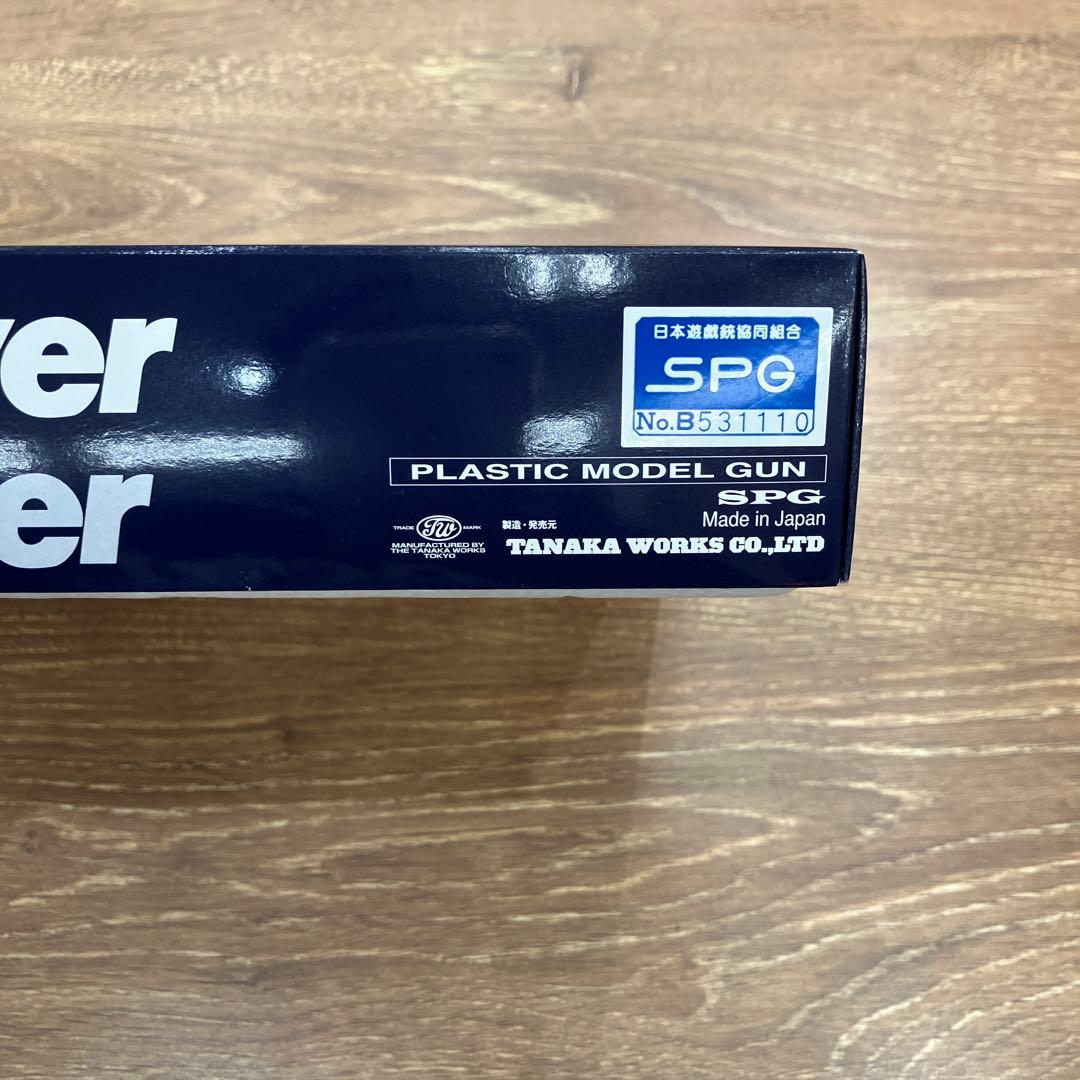 ver
er
日本遊戯銃協同組合
SPG
No.B531110
PLASTIC MODEL GUN
SPG
Made in Japan
TRADE TW MARK
MANUFACTURED BY
THE TANAKA WORKS
TOKYO
製造・発売元
TANAKA WORKS CO.,LTD